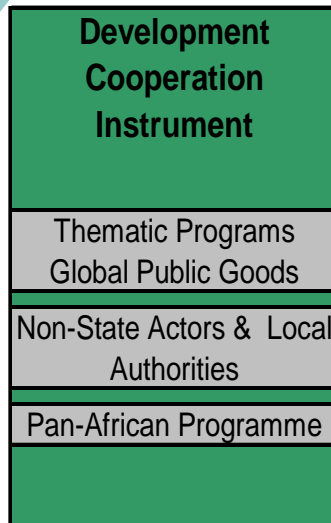 Development
Cooperation
Instrument
Thematic Programs
Global Public Goods
Non-State Actors & Local
Authorities
Pan-African Programme